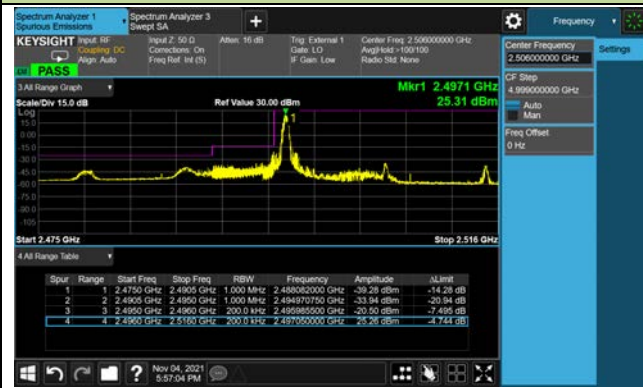 Spectrum Analyzer 1
Spurious Emissions
Spectrum Analyzer 3
Swept SA
+
Frequency
KEYSIGHT
Input: RF
Coupling: DC
Align: Auto
Input Z: 50 Ω
Corrections: On
Freq Ref: Int (S)
Atten: 16 dB
Trig: External 1
Gate: LO
IF Gain: Low
Center Freq: 2.506000000 GHz
Avg|Hold:>100/100
Radio Std: None
PASS
Center Frequency
2.506000000 GHz
Settings
CF Step
4.999000000 GHz
Auto
Man
Freq Offset
0 Hz
3 All Range Graph
Mkr1 2.4971 GHz
25.31 dBm
Scale/Div 15.0 dB
Ref Value 30.00 dBm
Log
15.0
0.00
-15.0
-30.0
-45.0
-60.0
-75.0
-90.0
-105
1
Start 2.475 GHz
Stop 2.516 GHz
4 All Range Table
Spur Range Start Freq Stop Freq RBW Frequency Amplitude ΔLimit
1 1 2.4750 GHz 2.4905 GHz 1.000 MHz 2.488082000 GHz -39.28 dBm -14.28 dB
2 2 2.4905 GHz 2.4950 GHz 1.000 MHz 2.494970750 GHz -33.94 dBm -20.94 dB
3 3 2.4950 GHz 2.4960 GHz 200.0 kHz 2.495985500 GHz -20.50 dBm -7.495 dB
4 4 2.4960 GHz 2.5160 GHz 200.0 kHz 2.497050000 GHz 25.26 dBm -4.744 dB
?
Nov 04, 2021
5:57:04 PM